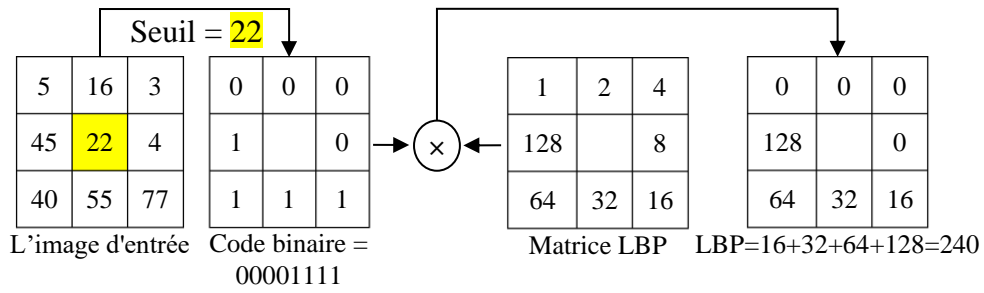 Seuil = 22
5 16 3 0 0 0 1 2 4 0 0 0
45 22 4 1 0 × 128 8 128 0
40 55 77 1 1 1 64 32 16 64 32 16
L’image d'entrée Code binaire = Matrice LBP LBP=16+32+64+128=240
00001111